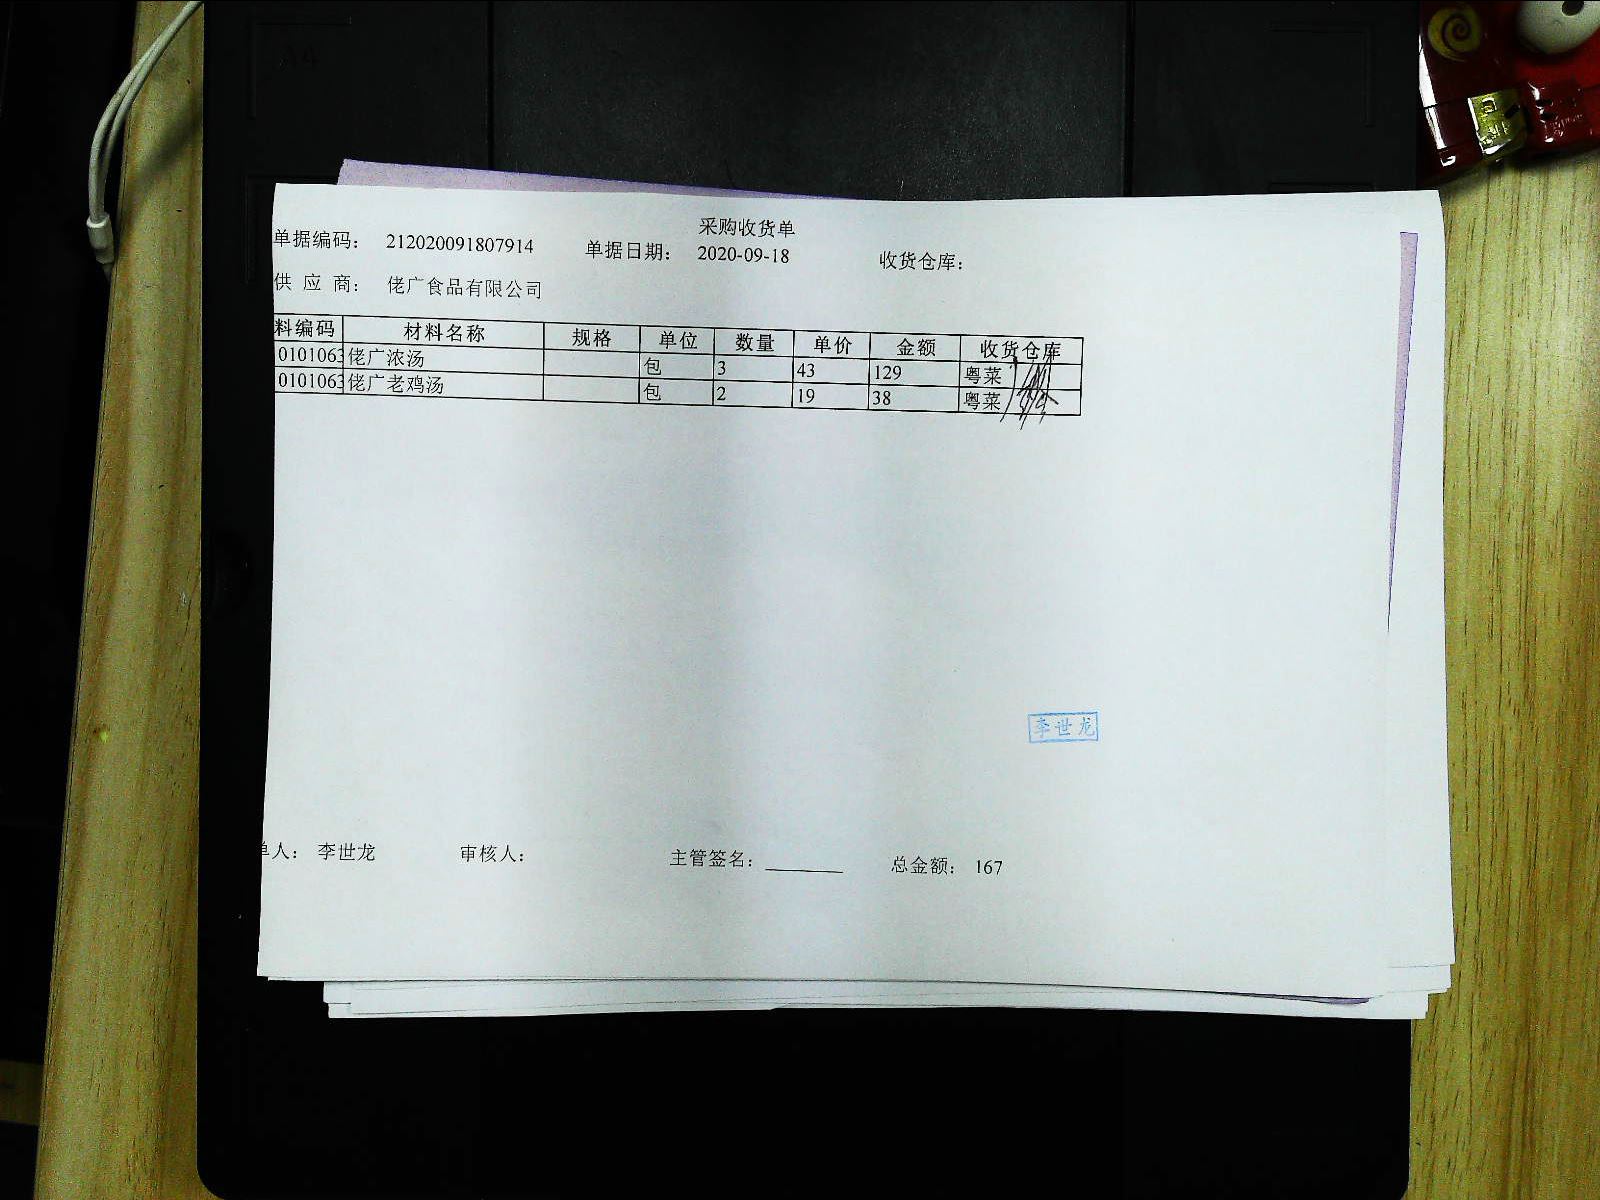 采购收货单
单据编码： 212020091807914 单据日期： 2020-09-18 收货仓库：
供 应 商： 佬广食品有限公司
料编码 材料名称 规格 单位 数量 单价 金额 收货仓库
0101063 佬广浓汤 包 3 43 129 粤菜
0101063 佬广老鸡汤 包 2 19 38 粤菜
李世龙
单人： 李世龙 审核人： 主管签名： 总金额： 167